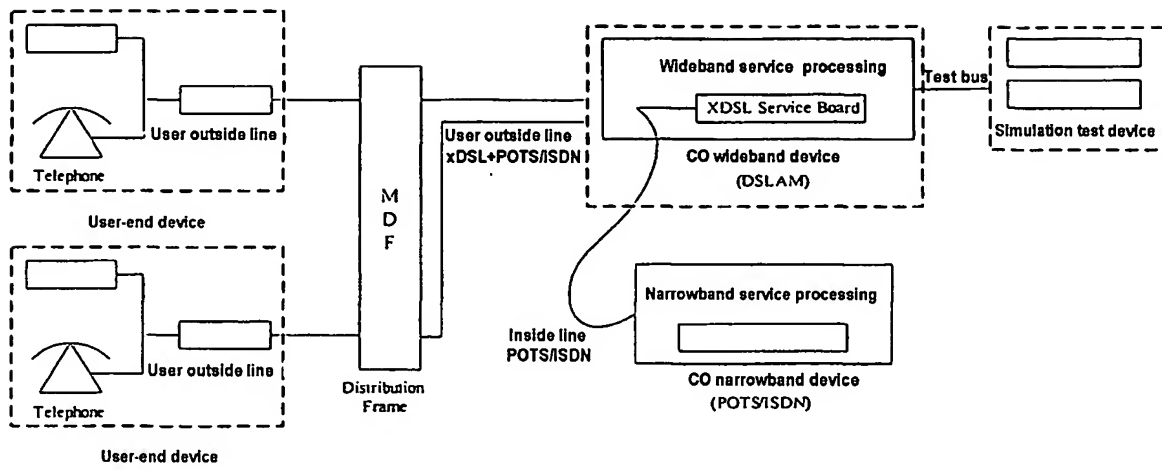 User outside line
Telephone
User-end device
User outside line
Telephone
User-end device
M
D
F
Distribution
Frame
User outside line
xDSL+POTS/ISDN
Wideband service processing
XDSL Service Board
CO wideband device
(DSLAM)
Test bus
Simulation test device
Inside line
POTS/ISDN
Narrowband service processing
CO narrowband device
(POTS/ISDN)